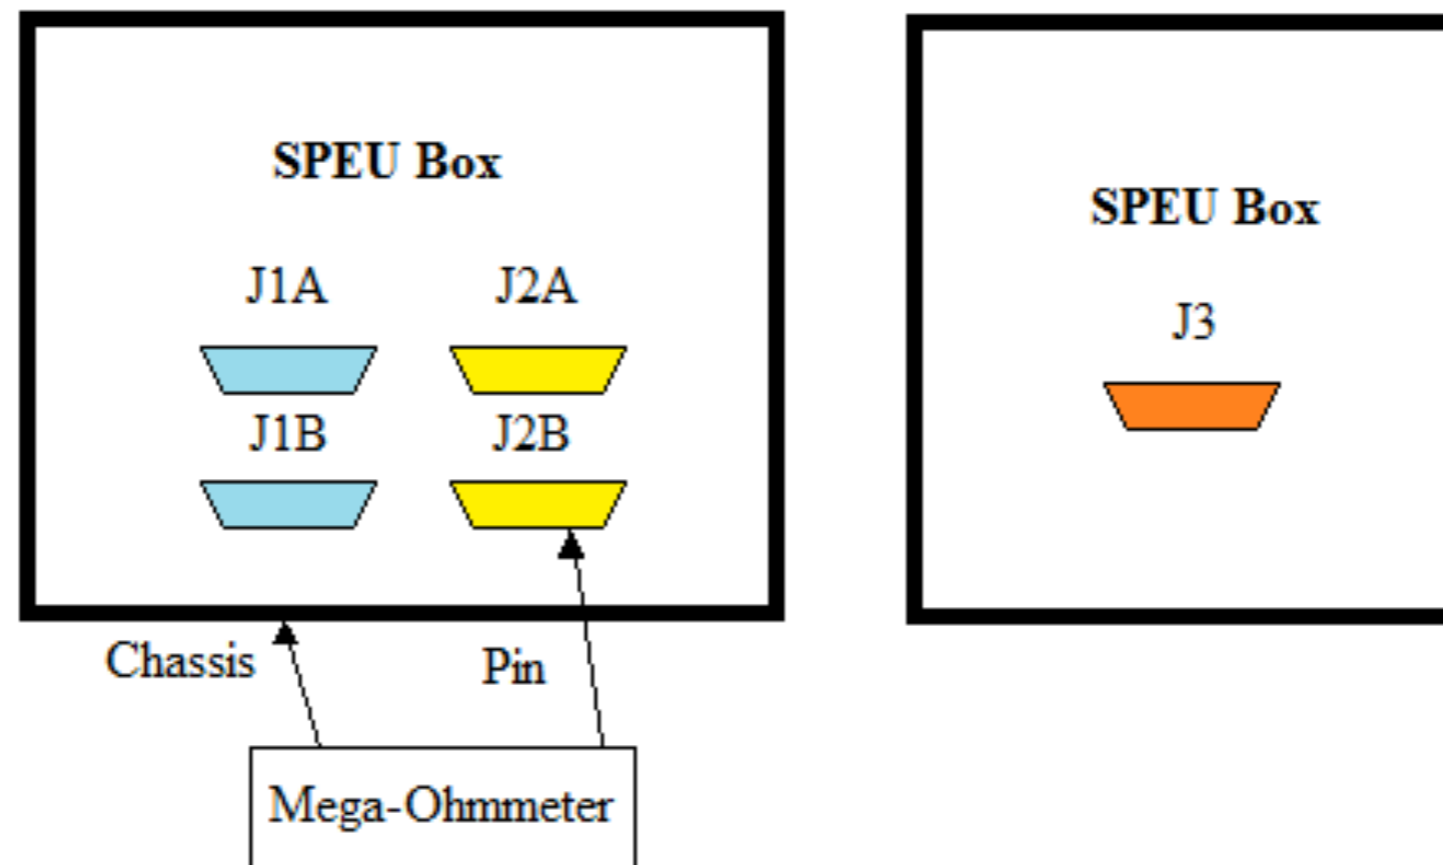 SPEU Box
J1A J2A
J1B J2B
Chassis
Pin
Mega-Ohmmeter
SPEU Box
J3